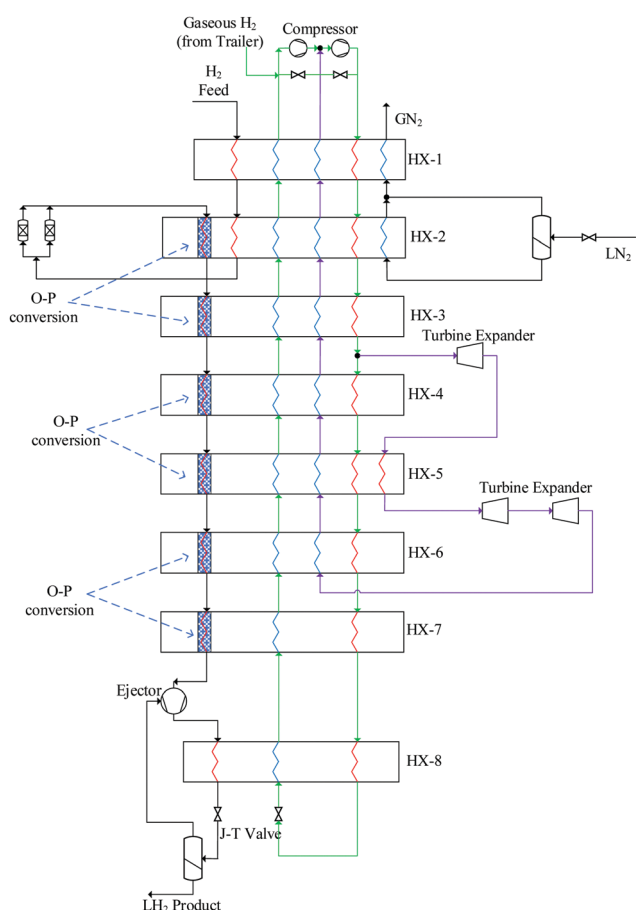 Gaseous H2
(from Trailer)
Compressor
H2
Feed
GN2
HX-1
HX-2
LN2
O-P
conversion
HX-3
Turbine Expander
HX-4
O-P
conversion
HX-5
Turbine Expander
HX-6
O-P
conversion
HX-7
Ejector
HX-8
J-T Valve
LH2 Product